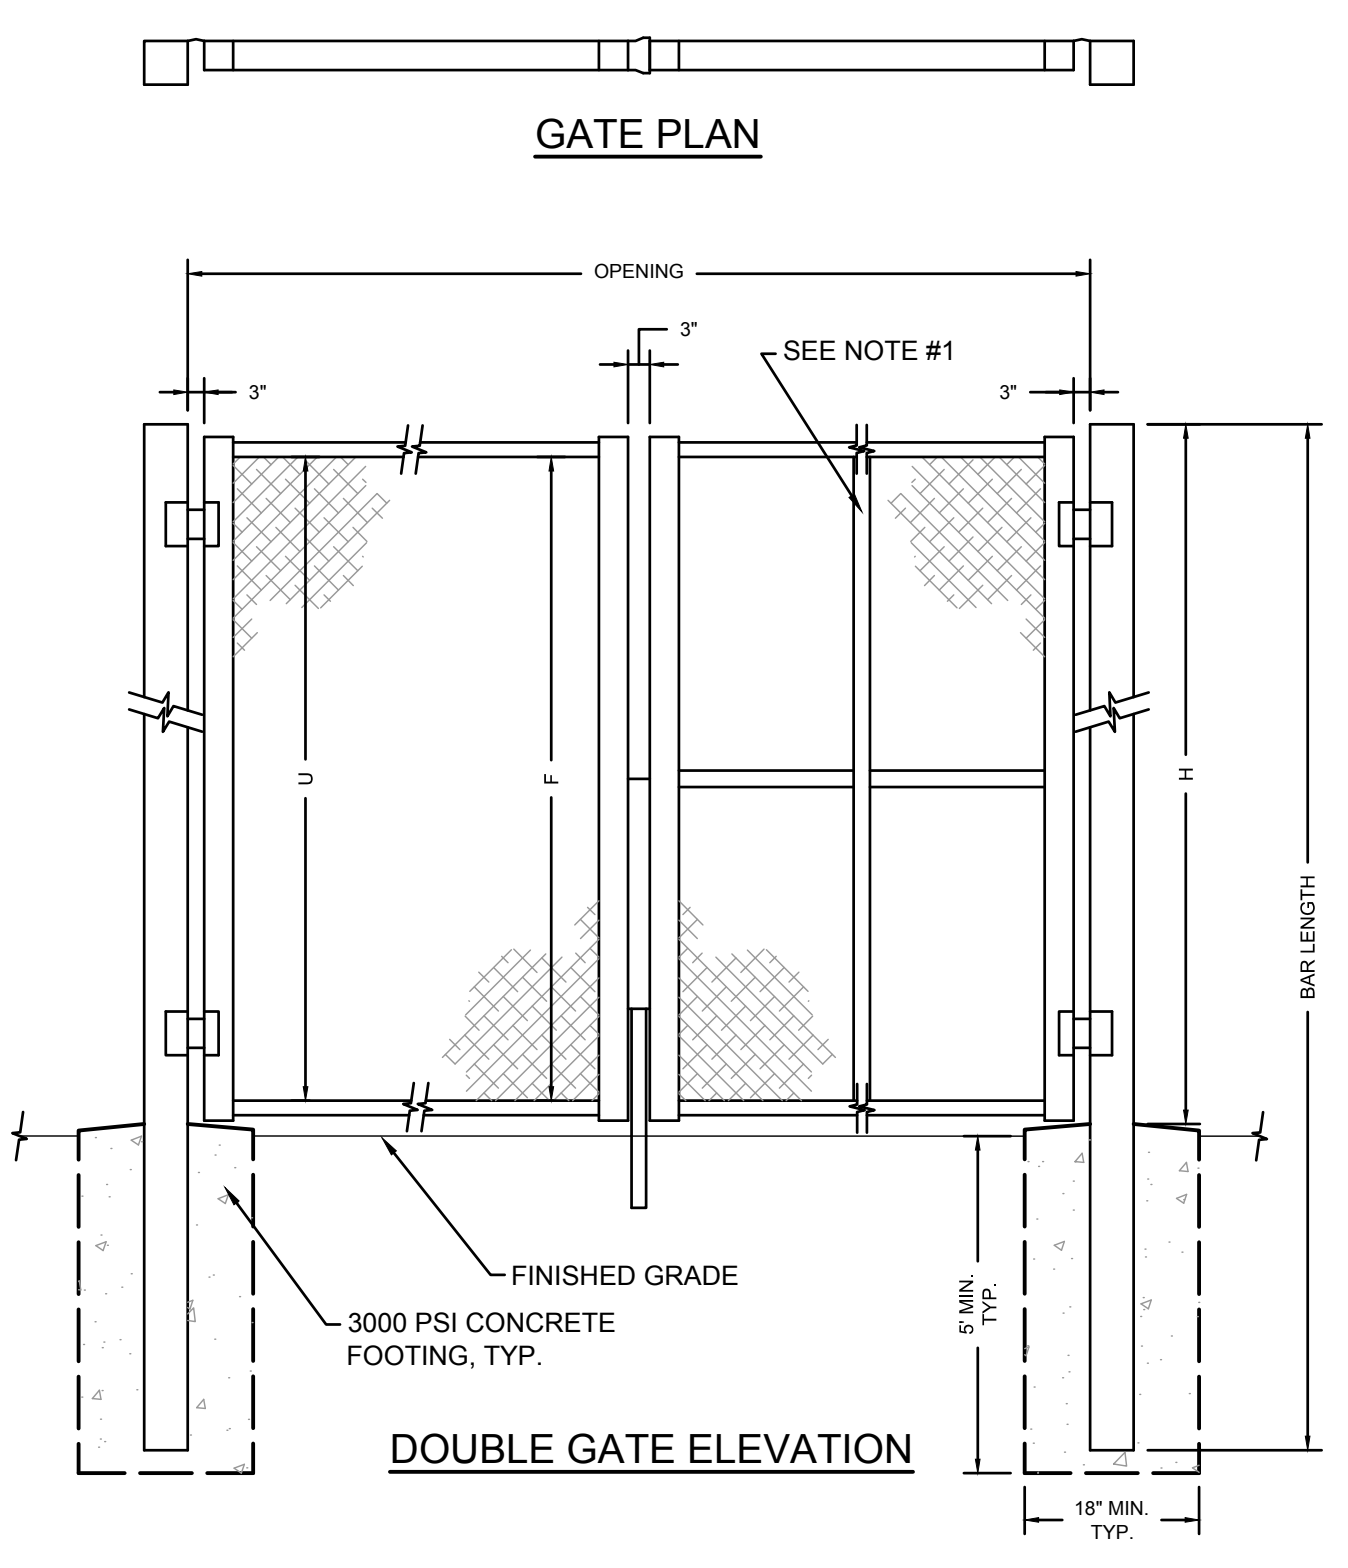 GATE PLAN
OPENING
3"
SEE NOTE #1
3"
3"
U
F
H
BAR LENGTH
FINISHED GRADE
3000 PSI CONCRETE
FOOTING, TYP.
5' MIN.
TYP.
DOUBLE GATE ELEVATION
18" MIN.
TYP.